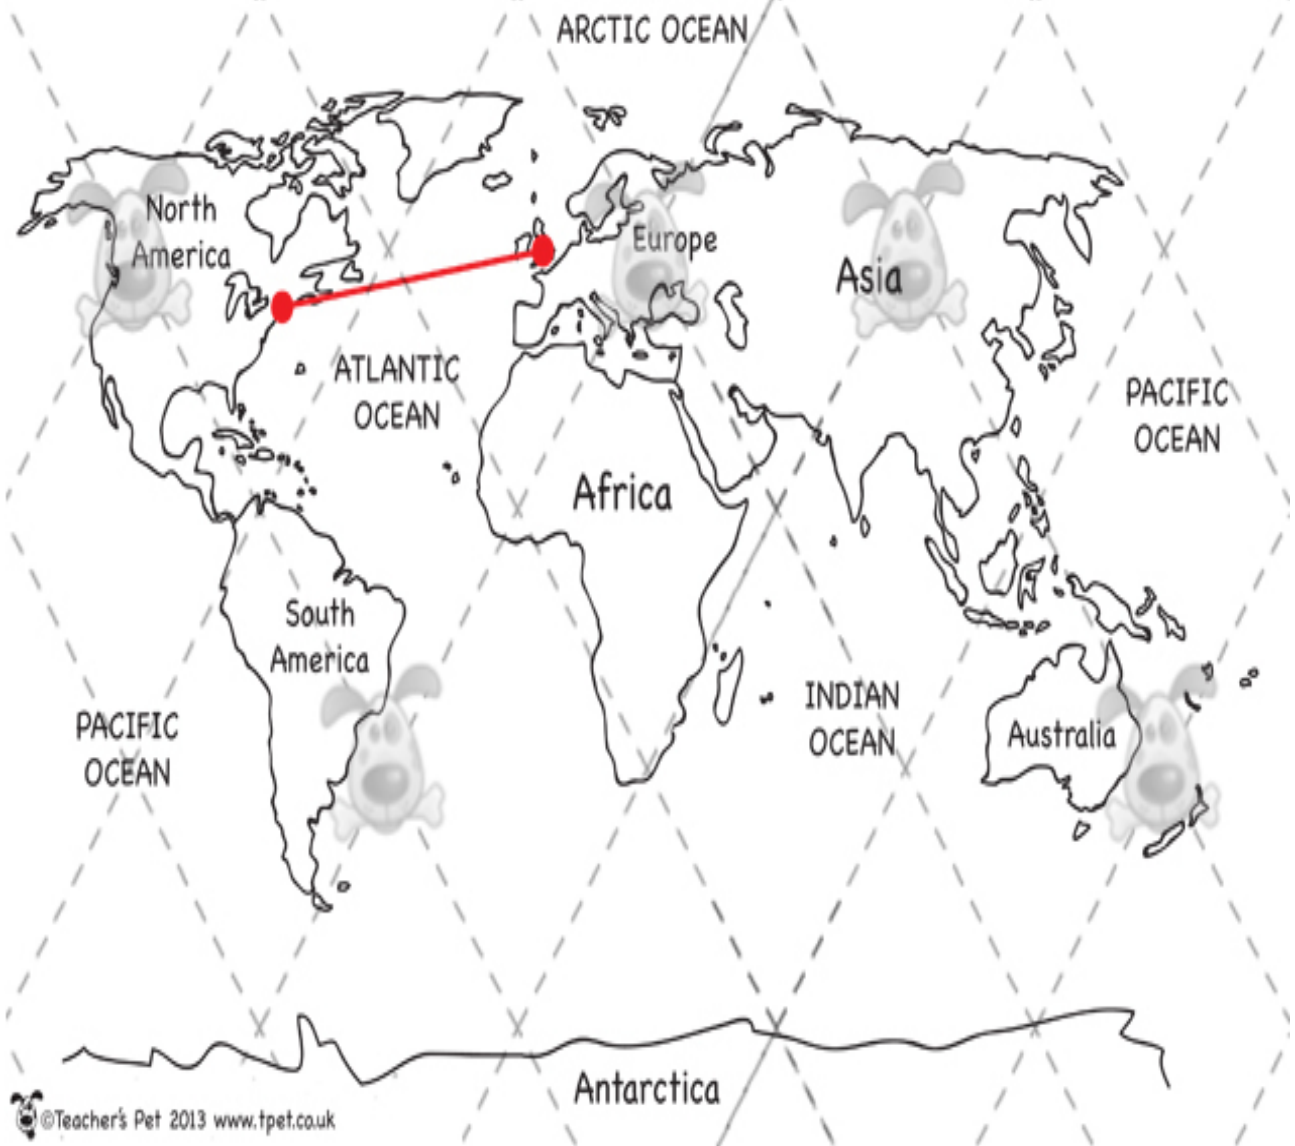 ARCTIC OCEAN
North
America
Europe
Asia
ATLANTIC
OCEAN
PACIFIC
OCEAN
Africa
South
America
INDIAN
OCEAN
PACIFIC
OCEAN
Australia
Antarctica
©Teacher's Pet 2013 www.tpet.co.uk